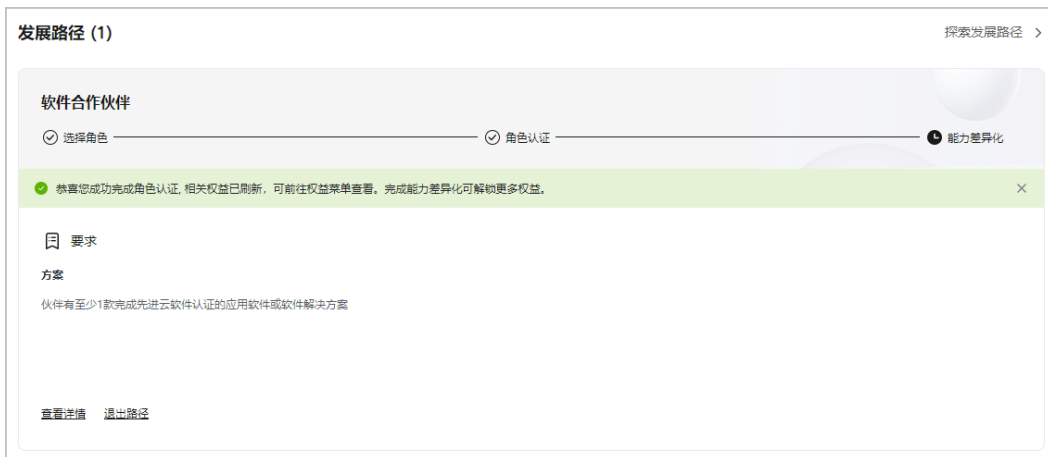 发展路径 (1)
探索发展路径
软件合作伙伴
选择角色
角色认证
能力差异化
恭喜您成功完成角色认证, 相关权益已刷新，可前往权益菜单查看。完成能力差异化可解锁更多权益。
要求
方案
伙伴有至少1款完成先进云软件认证的应用软件或软件解决方案
查看详情 退出路径